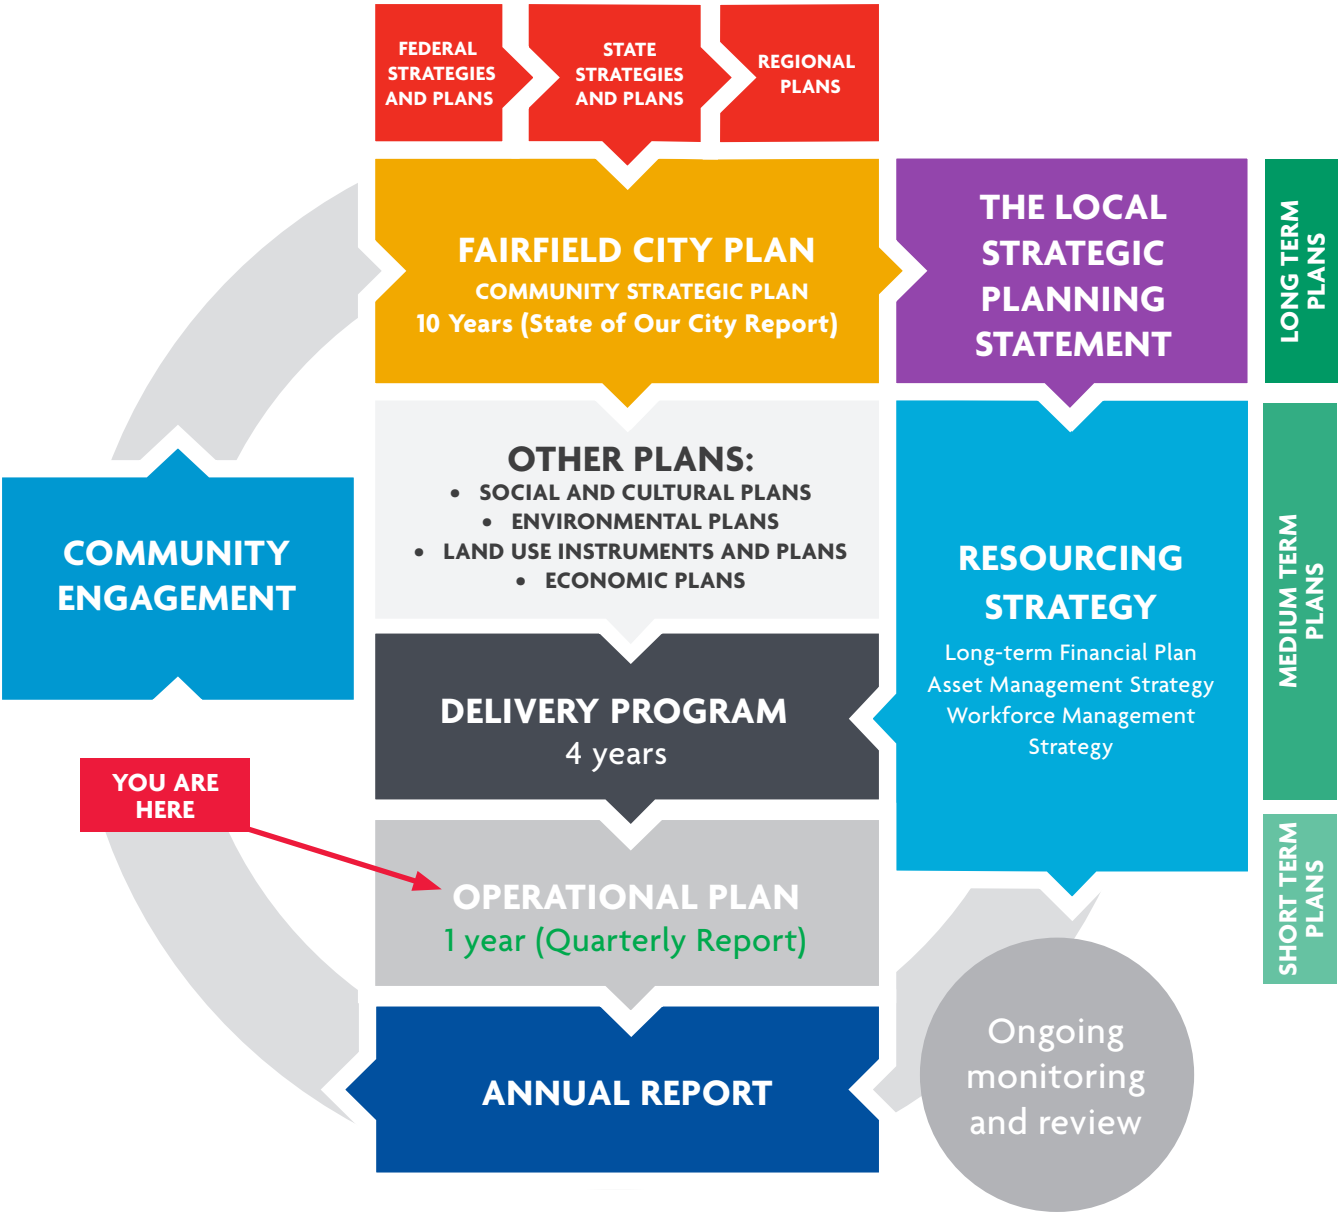 FEDERAL
STRATEGIES
AND PLANS
STATE
STRATEGIES
AND PLANS
REGIONAL
PLANS
FAIRFIELD CITY PLAN
COMMUNITY STRATEGIC PLAN
10 Years (State of Our City Report)
THE LOCAL
STRATEGIC
PLANNING
STATEMENT
LONG TERM
PLANS
COMMUNITY
ENGAGEMENT
OTHER PLANS:
• SOCIAL AND CULTURAL PLANS
• ENVIRONMENTAL PLANS
• LAND USE INSTRUMENTS AND PLANS
• ECONOMIC PLANS
RESOURCING
STRATEGY
Long-term Financial Plan
Asset Management Strategy
Workforce Management
Strategy
MEDIUM TERM
PLANS
DELIVERY PROGRAM
4 years
YOU ARE
HERE
OPERATIONAL PLAN
1 year (Quarterly Report)
SHORT TERM
PLANS
ANNUAL REPORT
Ongoing
monitoring
and review